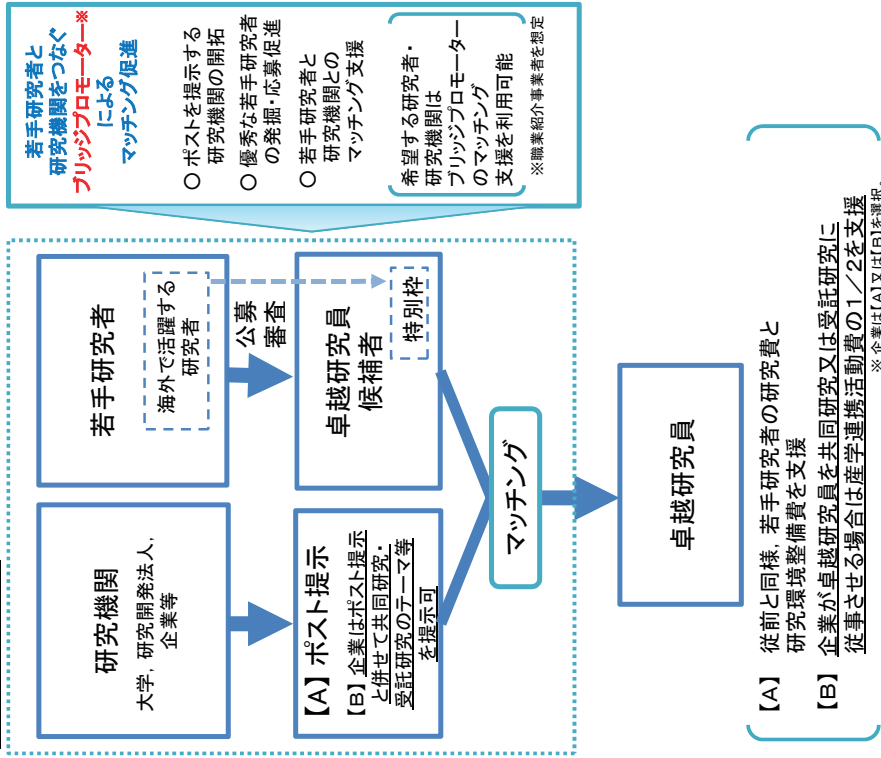 研究機関
大学，研究開発法人，
企業等
若手研究者
海外で活躍する
研究者
公募
審査
【A】ポスト提示
【B】企業はポスト提示
と併せて共同研究・
受託研究のテーマ等
を提示可
卓越研究員
候補者
特別枠
マッチング
卓越研究員
若手研究者と
研究機関をつなぐ
ブリッジプロモーター※
による
マッチング促進
○ ポストを提示する
研究機関の開拓
○ 優秀な若手研究者
の発掘・応募促進
○ 若手研究者と
研究機関との
マッチング支援
希望する研究者・
研究機関は
ブリッジプロモーター
のマッチング
支援を利用可能
※職業紹介事業者を想定
【A】 従前と同様，若手研究者の研究費と
研究環境整備費を支援
【B】 企業が卓越研究員を共同研究又は受託研究に
従事させる場合は産学連携活動費の１／２を支援
※ 企業は【A】又は【B】を選択。